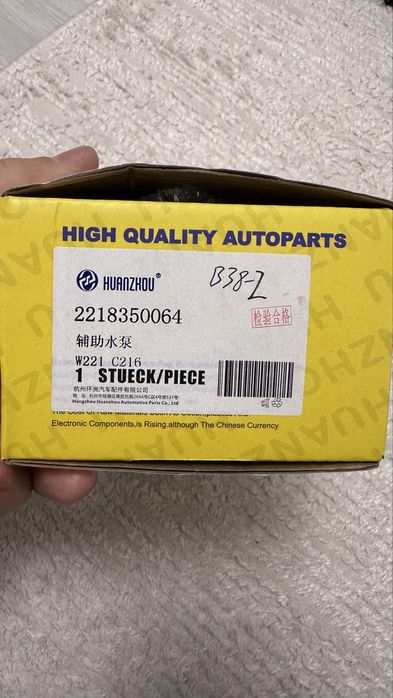 HIGH QUALITY AUTOPARTS
HUANZHOU®
B38-2
2218350064
检验合格
辅助水泵
W221 C216
1 STUECK/PIECE
杭州环洲汽车配件有限公司
Hangzhou Huanzhou Automotive Parts Co., Ltd
Electronic Components,is Rising.although The Chinese Currency